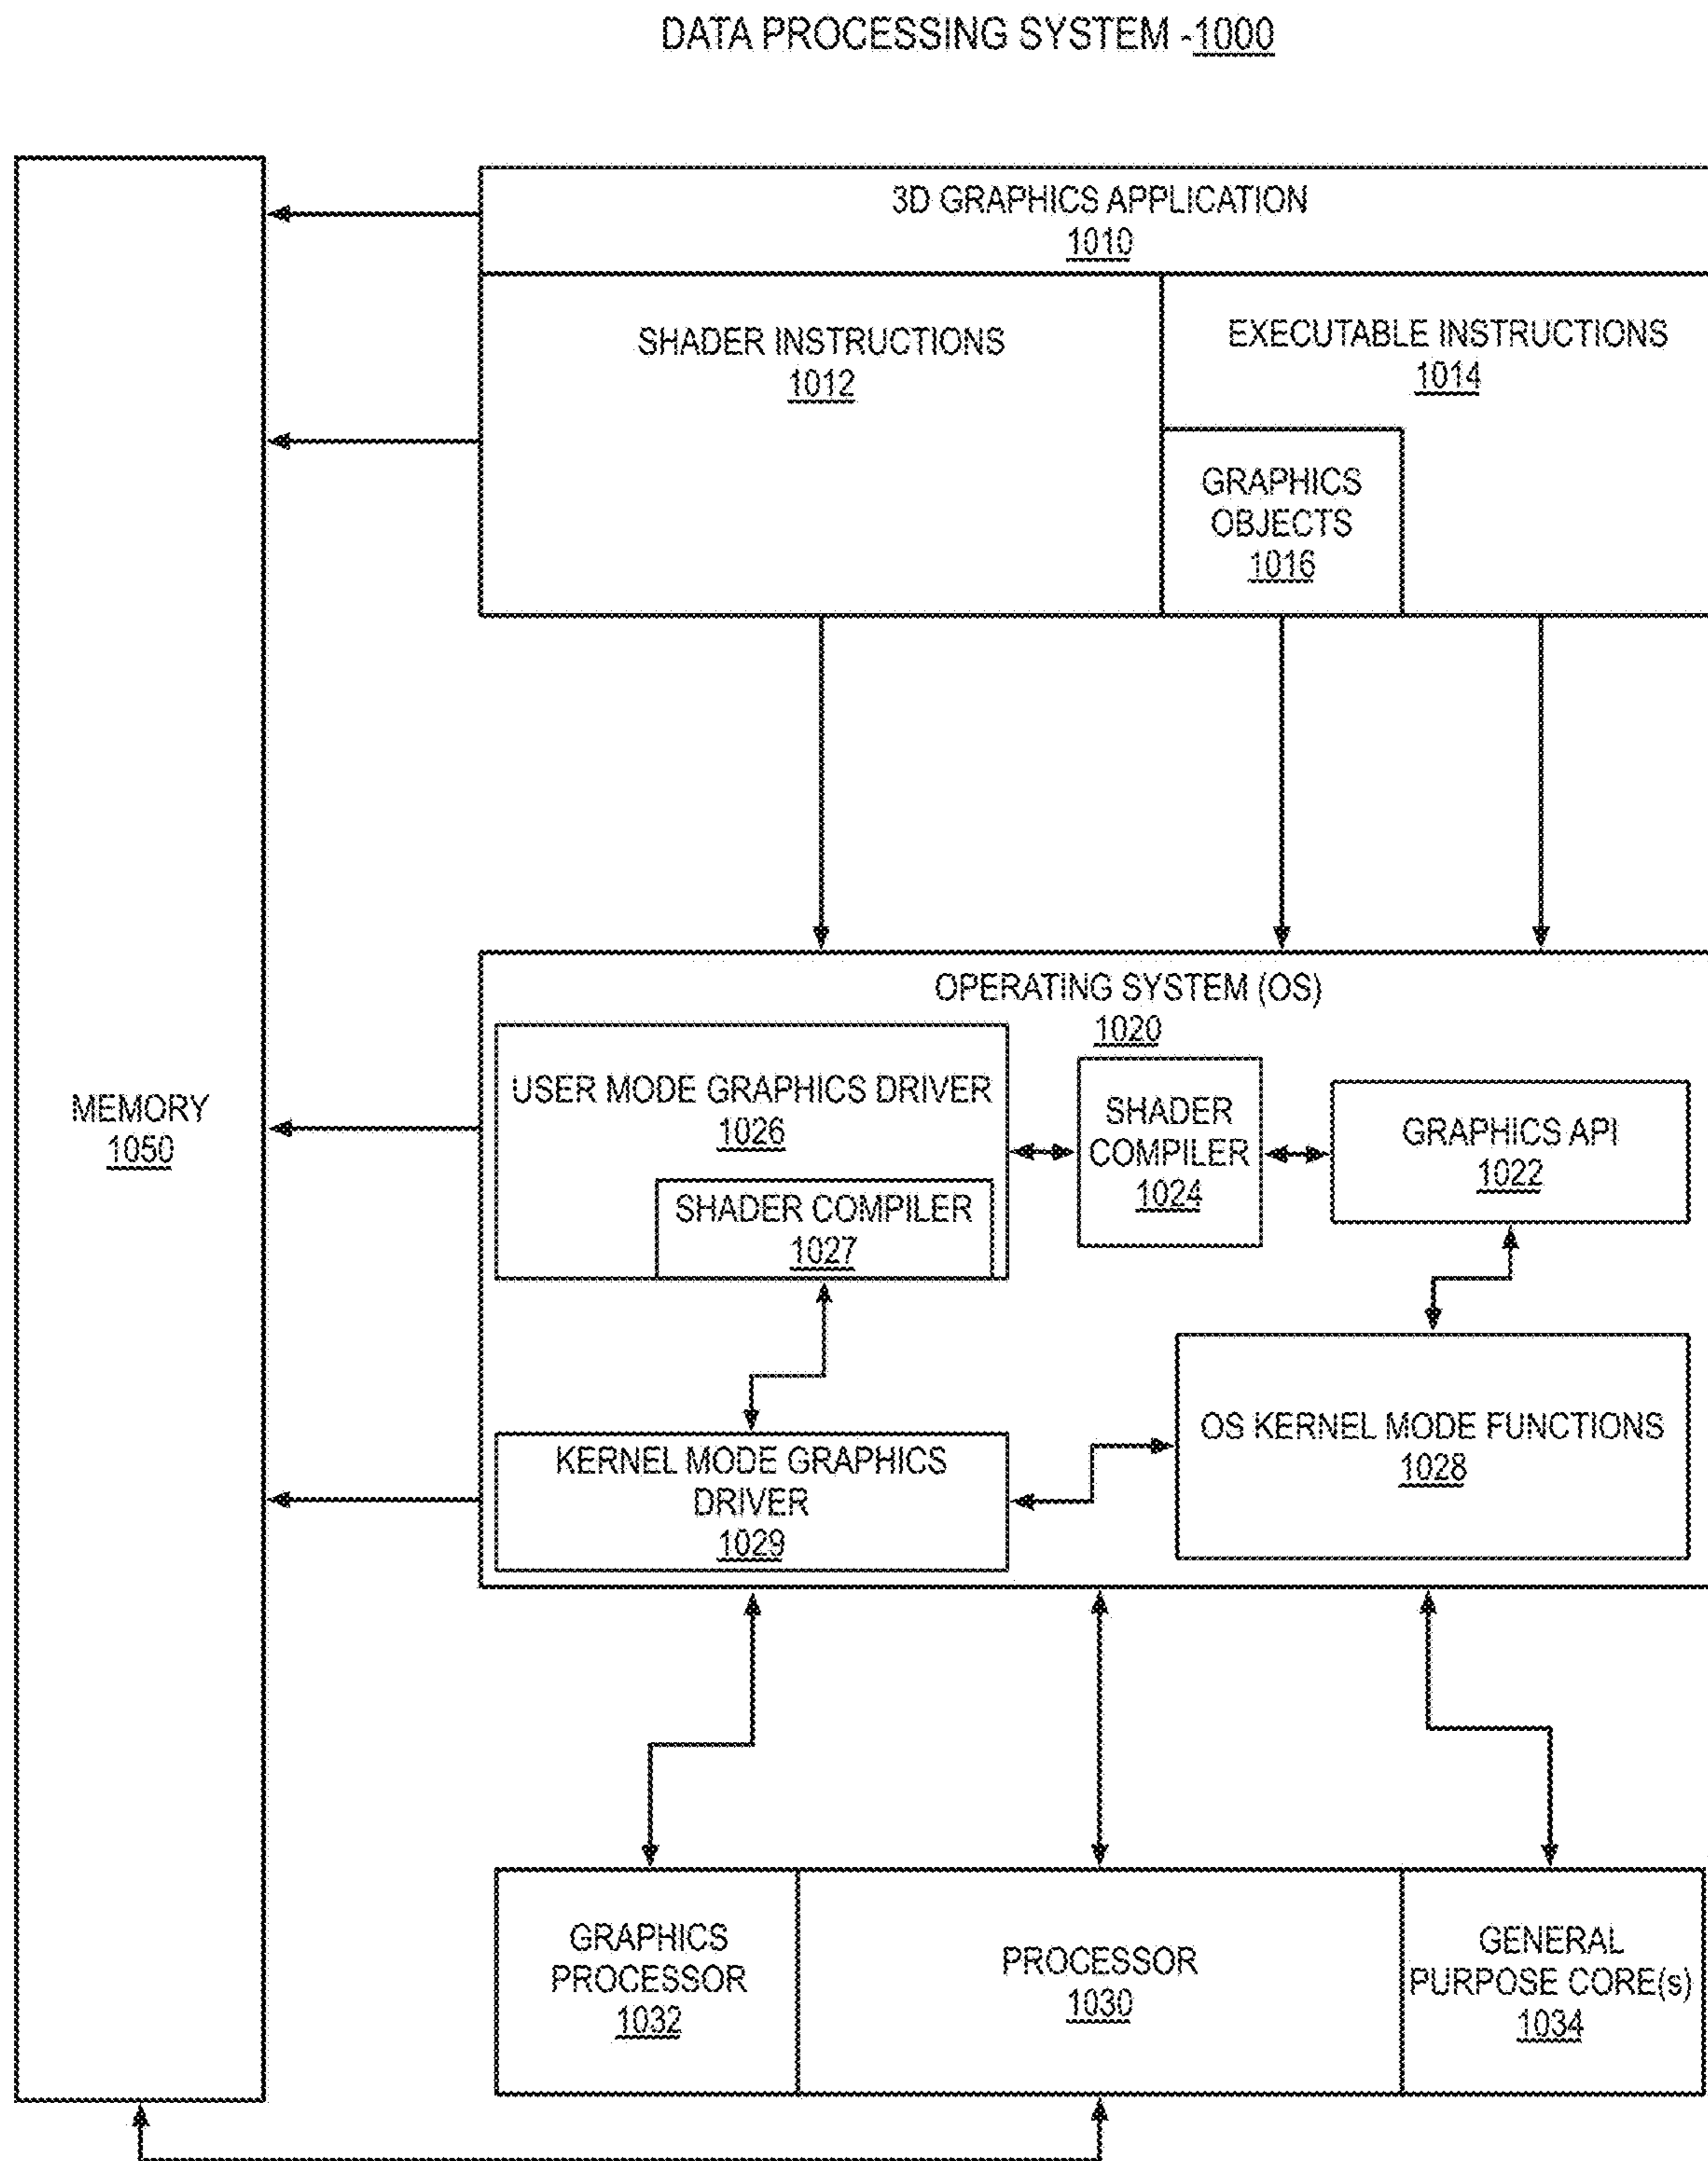 DATA PROCESSING SYSTEM -1000
3D GRAPHICS APPLICATION
1010
SHADER INSTRUCTIONS
1012
EXECUTABLE INSTRUCTIONS
1014
GRAPHICS
OBJECTS
1016
MEMORY
1050
OPERATING SYSTEM (OS)
1020
USER MODE GRAPHICS DRIVER
1026
SHADER COMPILER
1027
SHADER
COMPILER
1024
GRAPHICS API
1022
KERNEL MODE GRAPHICS
DRIVER
1029
OS KERNEL MODE FUNCTIONS
1028
GRAPHICS
PROCESSOR
1032
PROCESSOR
1030
GENERAL
PURPOSE CORE(s)
1034